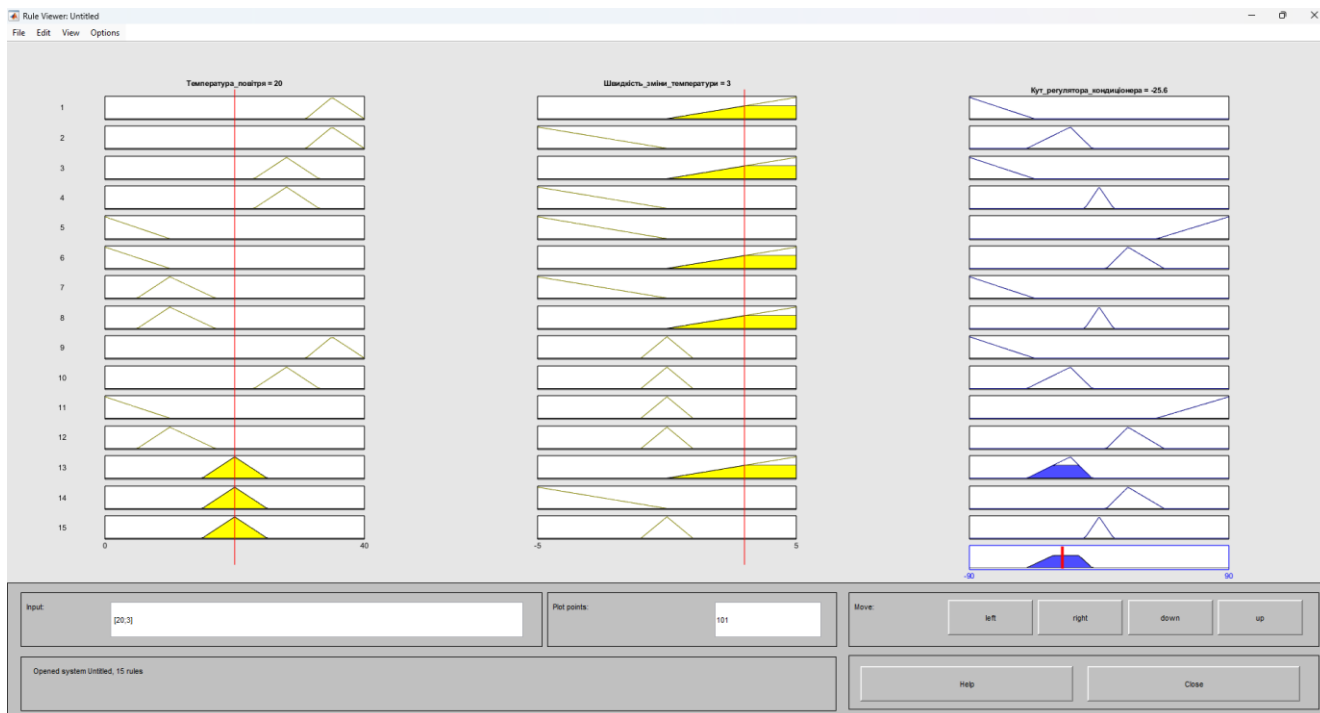 Rule Viewer: Untitled
File Edit View Options
Температура_повітря = 20
Швидкість_зміни_температури = 3
Кут_регулятора_кондиціонера = -25.6
1
2
3
4
5
6
7
8
9
10
11
12
13
14
15
0 40
-5 5
-90 90
Input:
[20;3]
Plot points:
101
Move:
left right down up
Opened system Untitled, 15 rules
Help Close